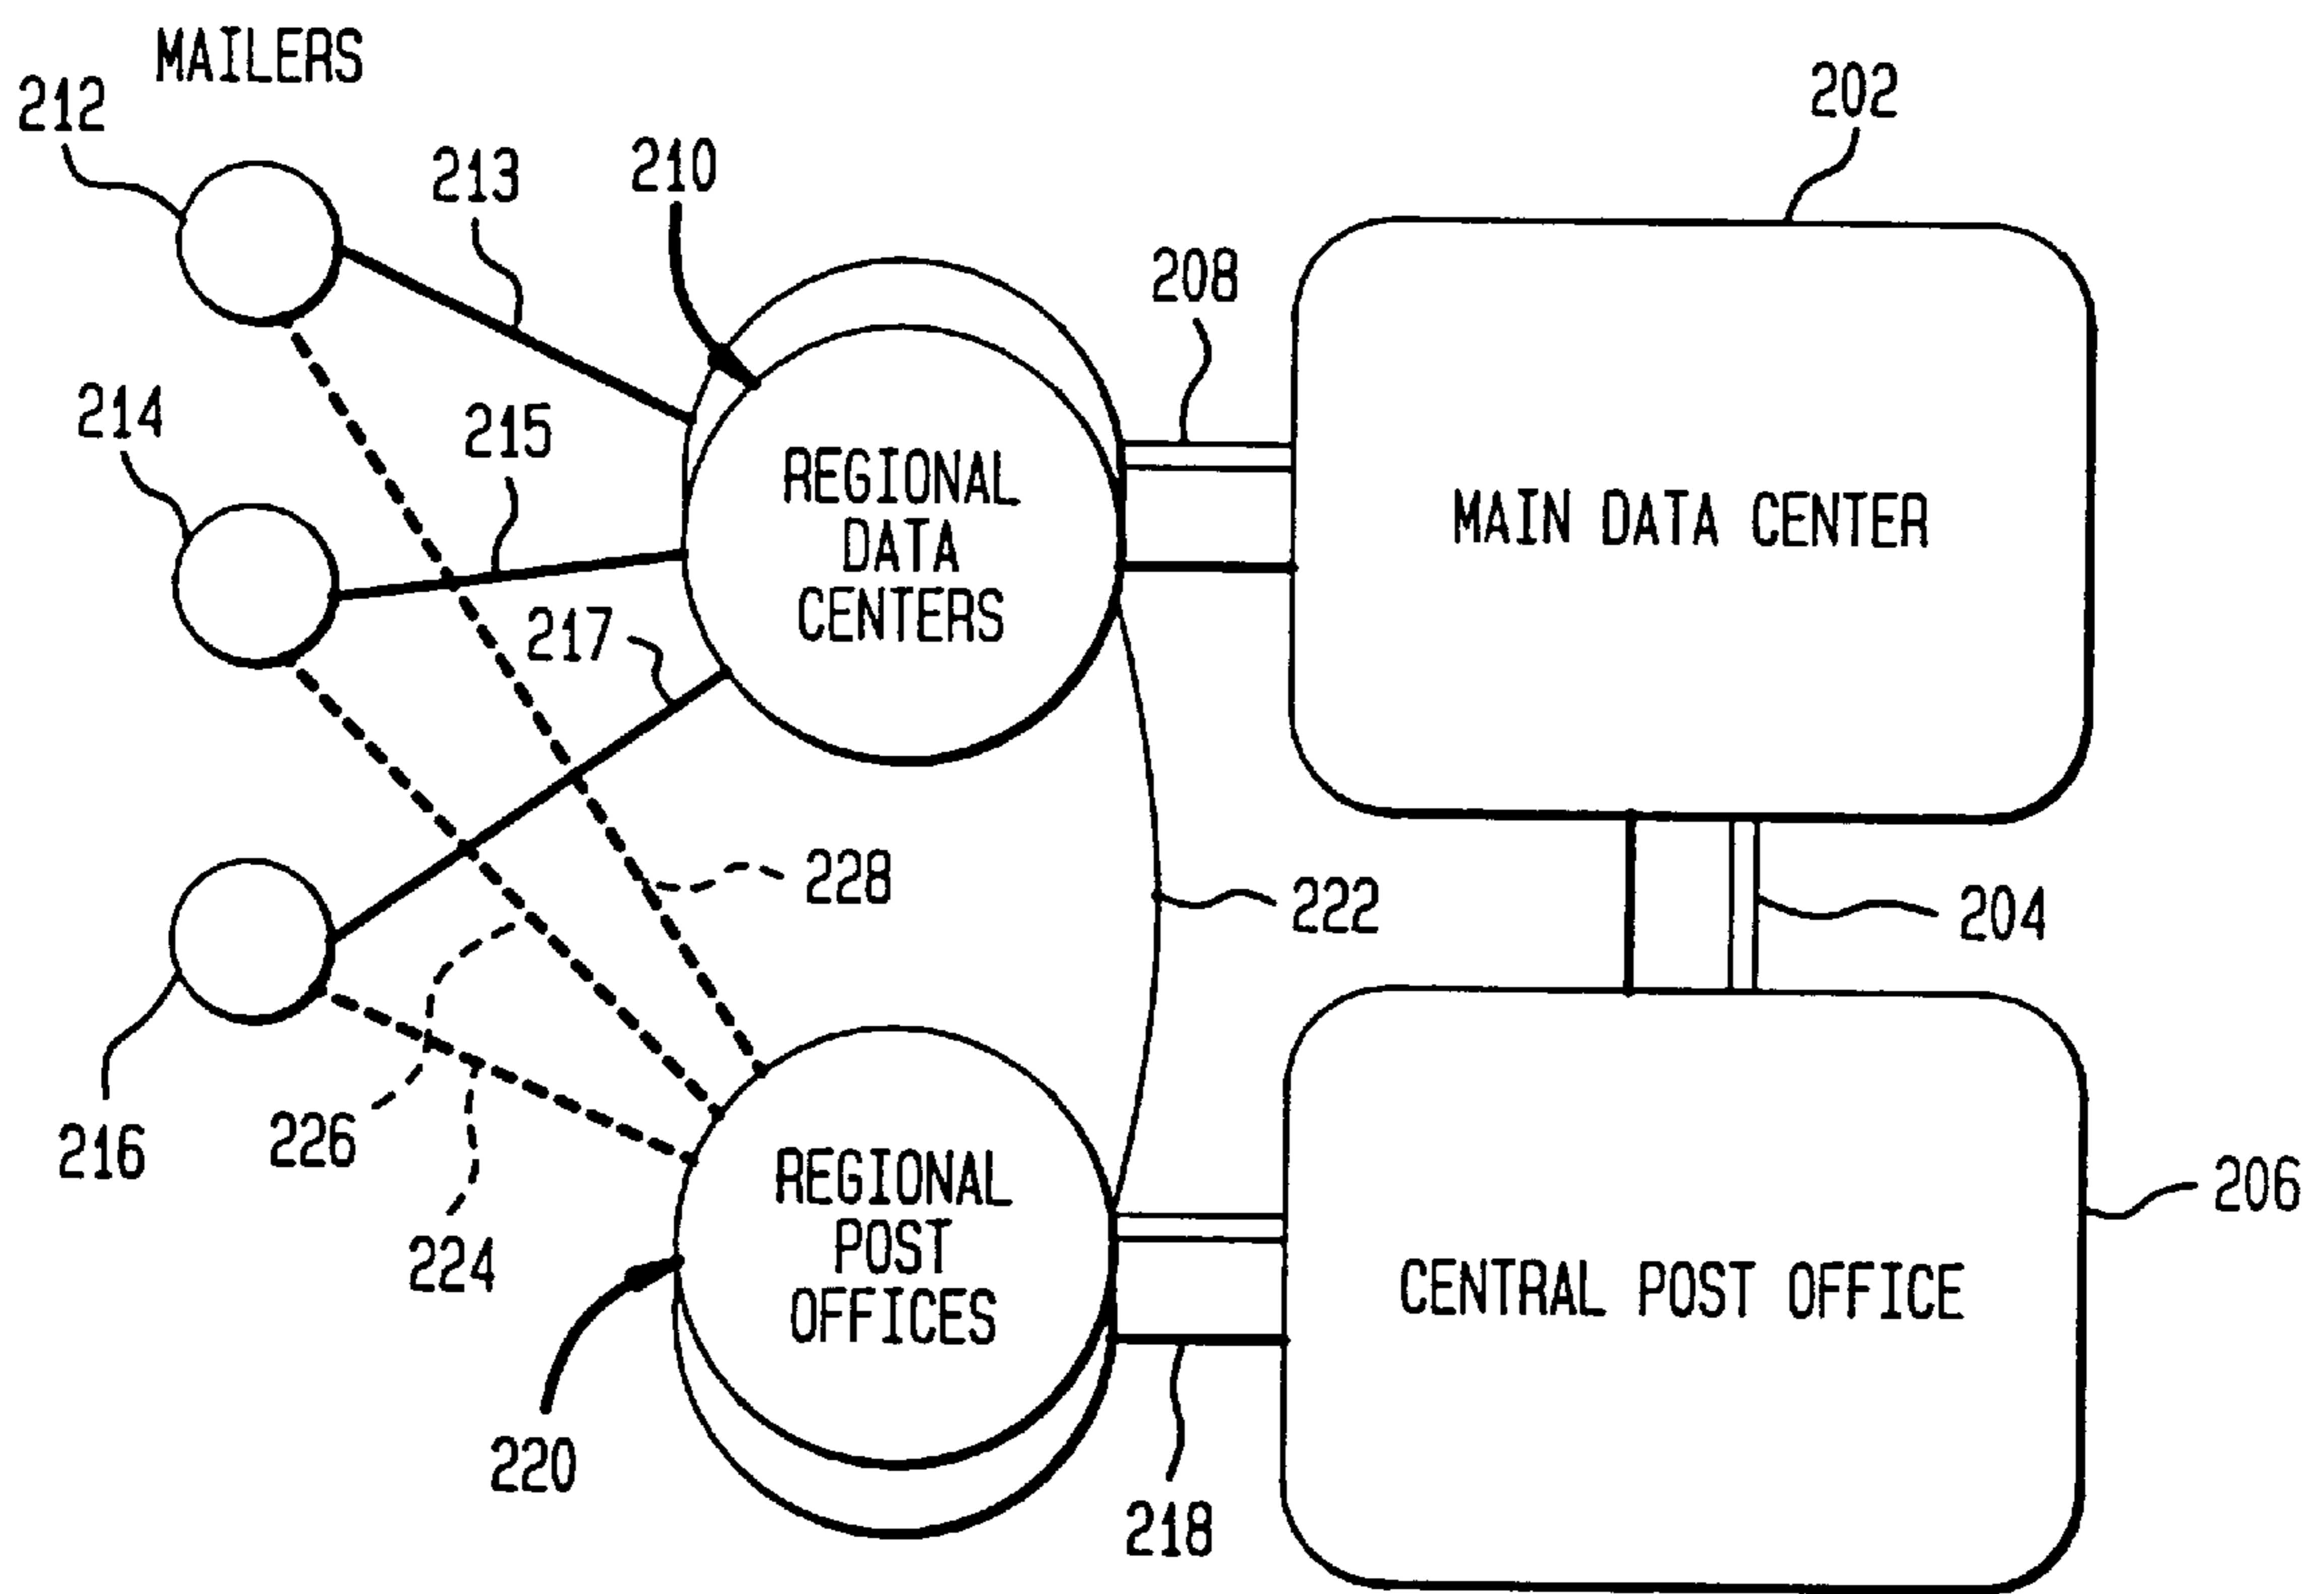 MAILERS
212
202
213
210
208
214
215
REGIONAL
DATA
CENTERS
MAIN DATA CENTER
217
228
222
204
216
226
224
REGIONAL
POST
OFFICES
206
CENTRAL POST OFFICE
220
218